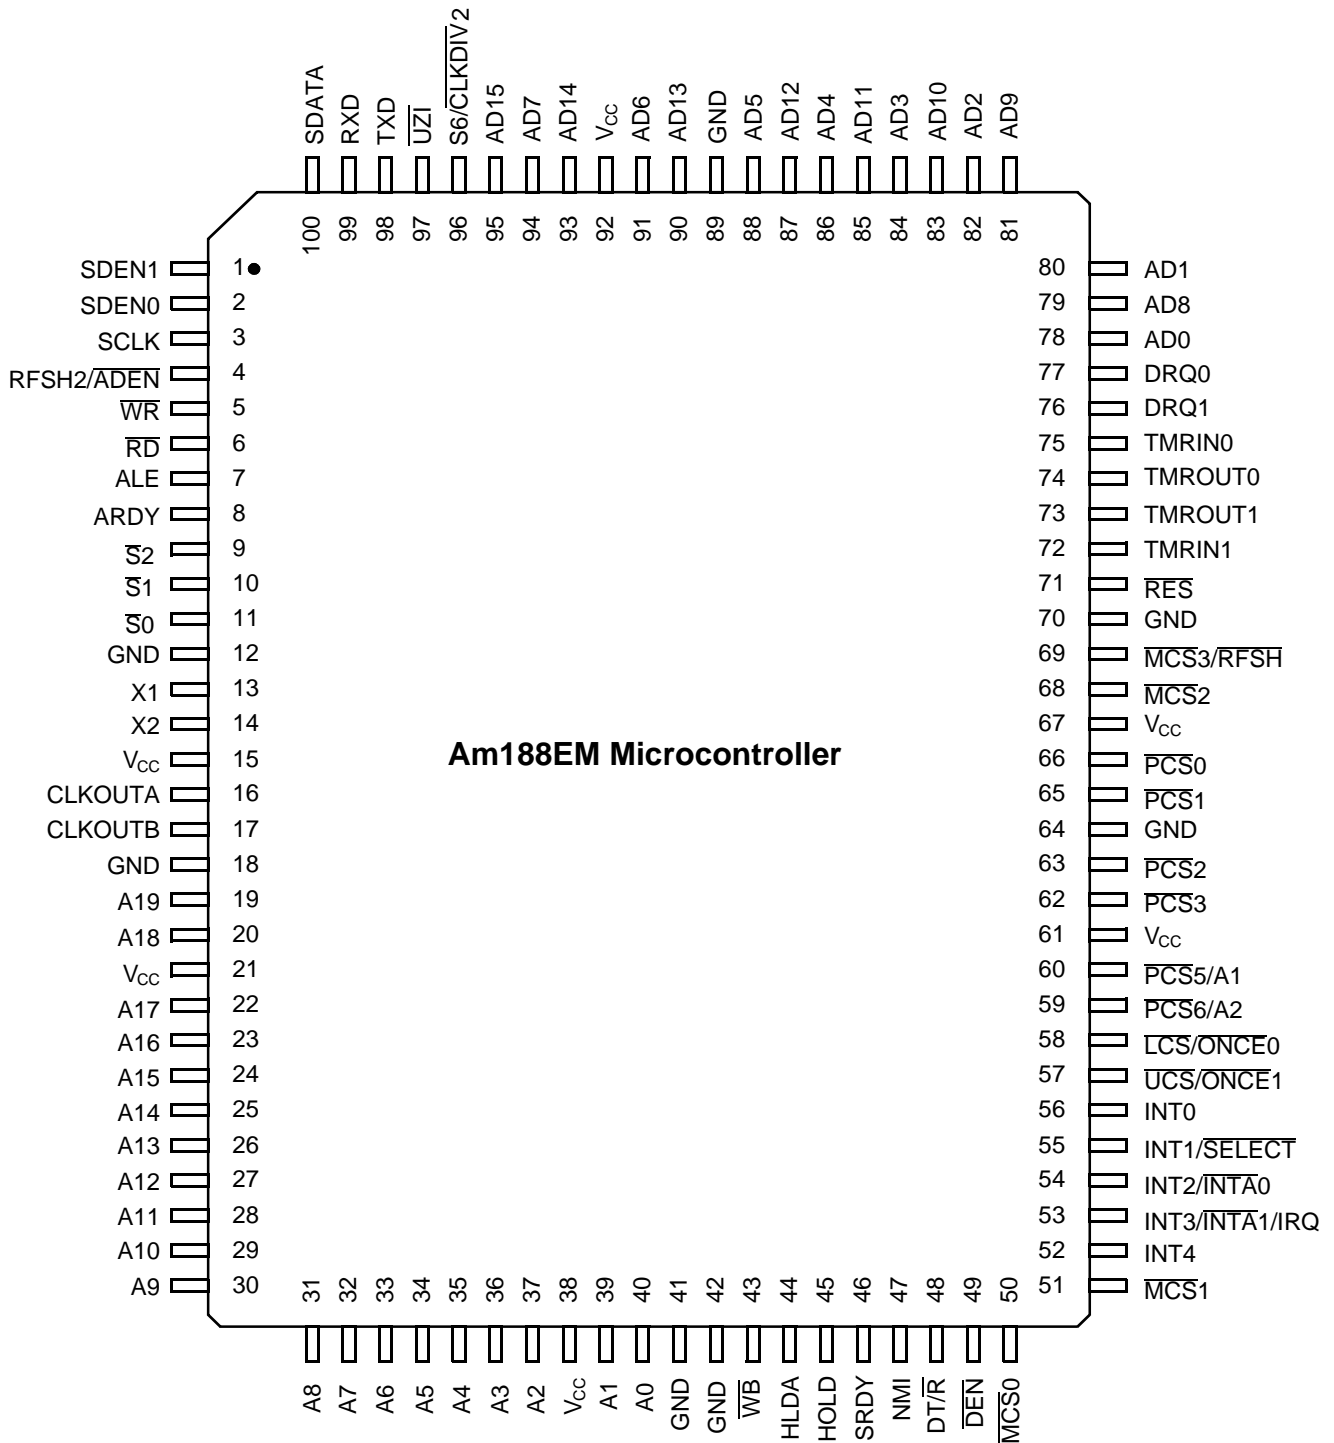 SDATA
RXD
TXD
UZI
S6/CLKDIV2
AD15
AD7
AD14
VCC
AD6
AD13
GND
AD5
AD12
AD4
AD11
AD3
AD10
AD2
AD9
100
99
98
97
96
95
94
93
92
91
90
89
88
87
86
85
84
83
82
81
SDEN1 1
SDEN0 2
SCLK 3
RFSH2/ADEN 4
WR 5
RD 6
ALE 7
ARDY 8
S2 9
S1 10
S0 11
GND 12
X1 13
X2 14
VCC 15
CLKOUTA 16
CLKOUTB 17
GND 18
A19 19
A18 20
VCC 21
A17 22
A16 23
A15 24
A14 25
A13 26
A12 27
A11 28
A10 29
A9 30
Am188EM Microcontroller
80 AD1
79 AD8
78 AD0
77 DRQ0
76 DRQ1
75 TMRIN0
74 TMROUT0
73 TMROUT1
72 TMRIN1
71 RES
70 GND
69 MCS3/RFSH
68 MCS2
67 VCC
66 PCS0
65 PCS1
64 GND
63 PCS2
62 PCS3
61 VCC
60 PCS5/A1
59 PCS6/A2
58 LCS/ONCE0
57 UCS/ONCE1
56 INT0
55 INT1/SELECT
54 INT2/INTA0
53 INT3/INTA1/IRQ
52 INT4
51 MCS1
31
32
33
34
35
36
37
38
39
40
41
42
43
44
45
46
47
48
49
50
A8
A7
A6
A5
A4
A3
A2
VCC
A1
A0
GND
GND
WB
HLDA
HOLD
SRDY
NMI
DT/R
DEN
MCS0